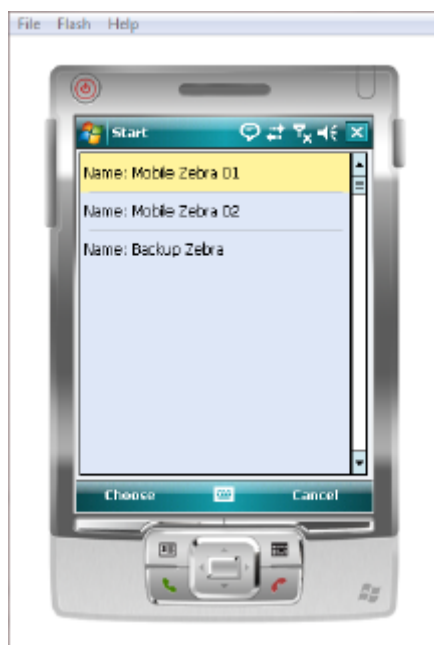 File Flash Help
Start
Name: Mobile Zebra 01
Name: Mobile Zebra 02
Name: Backup Zebra
Choose Cancel